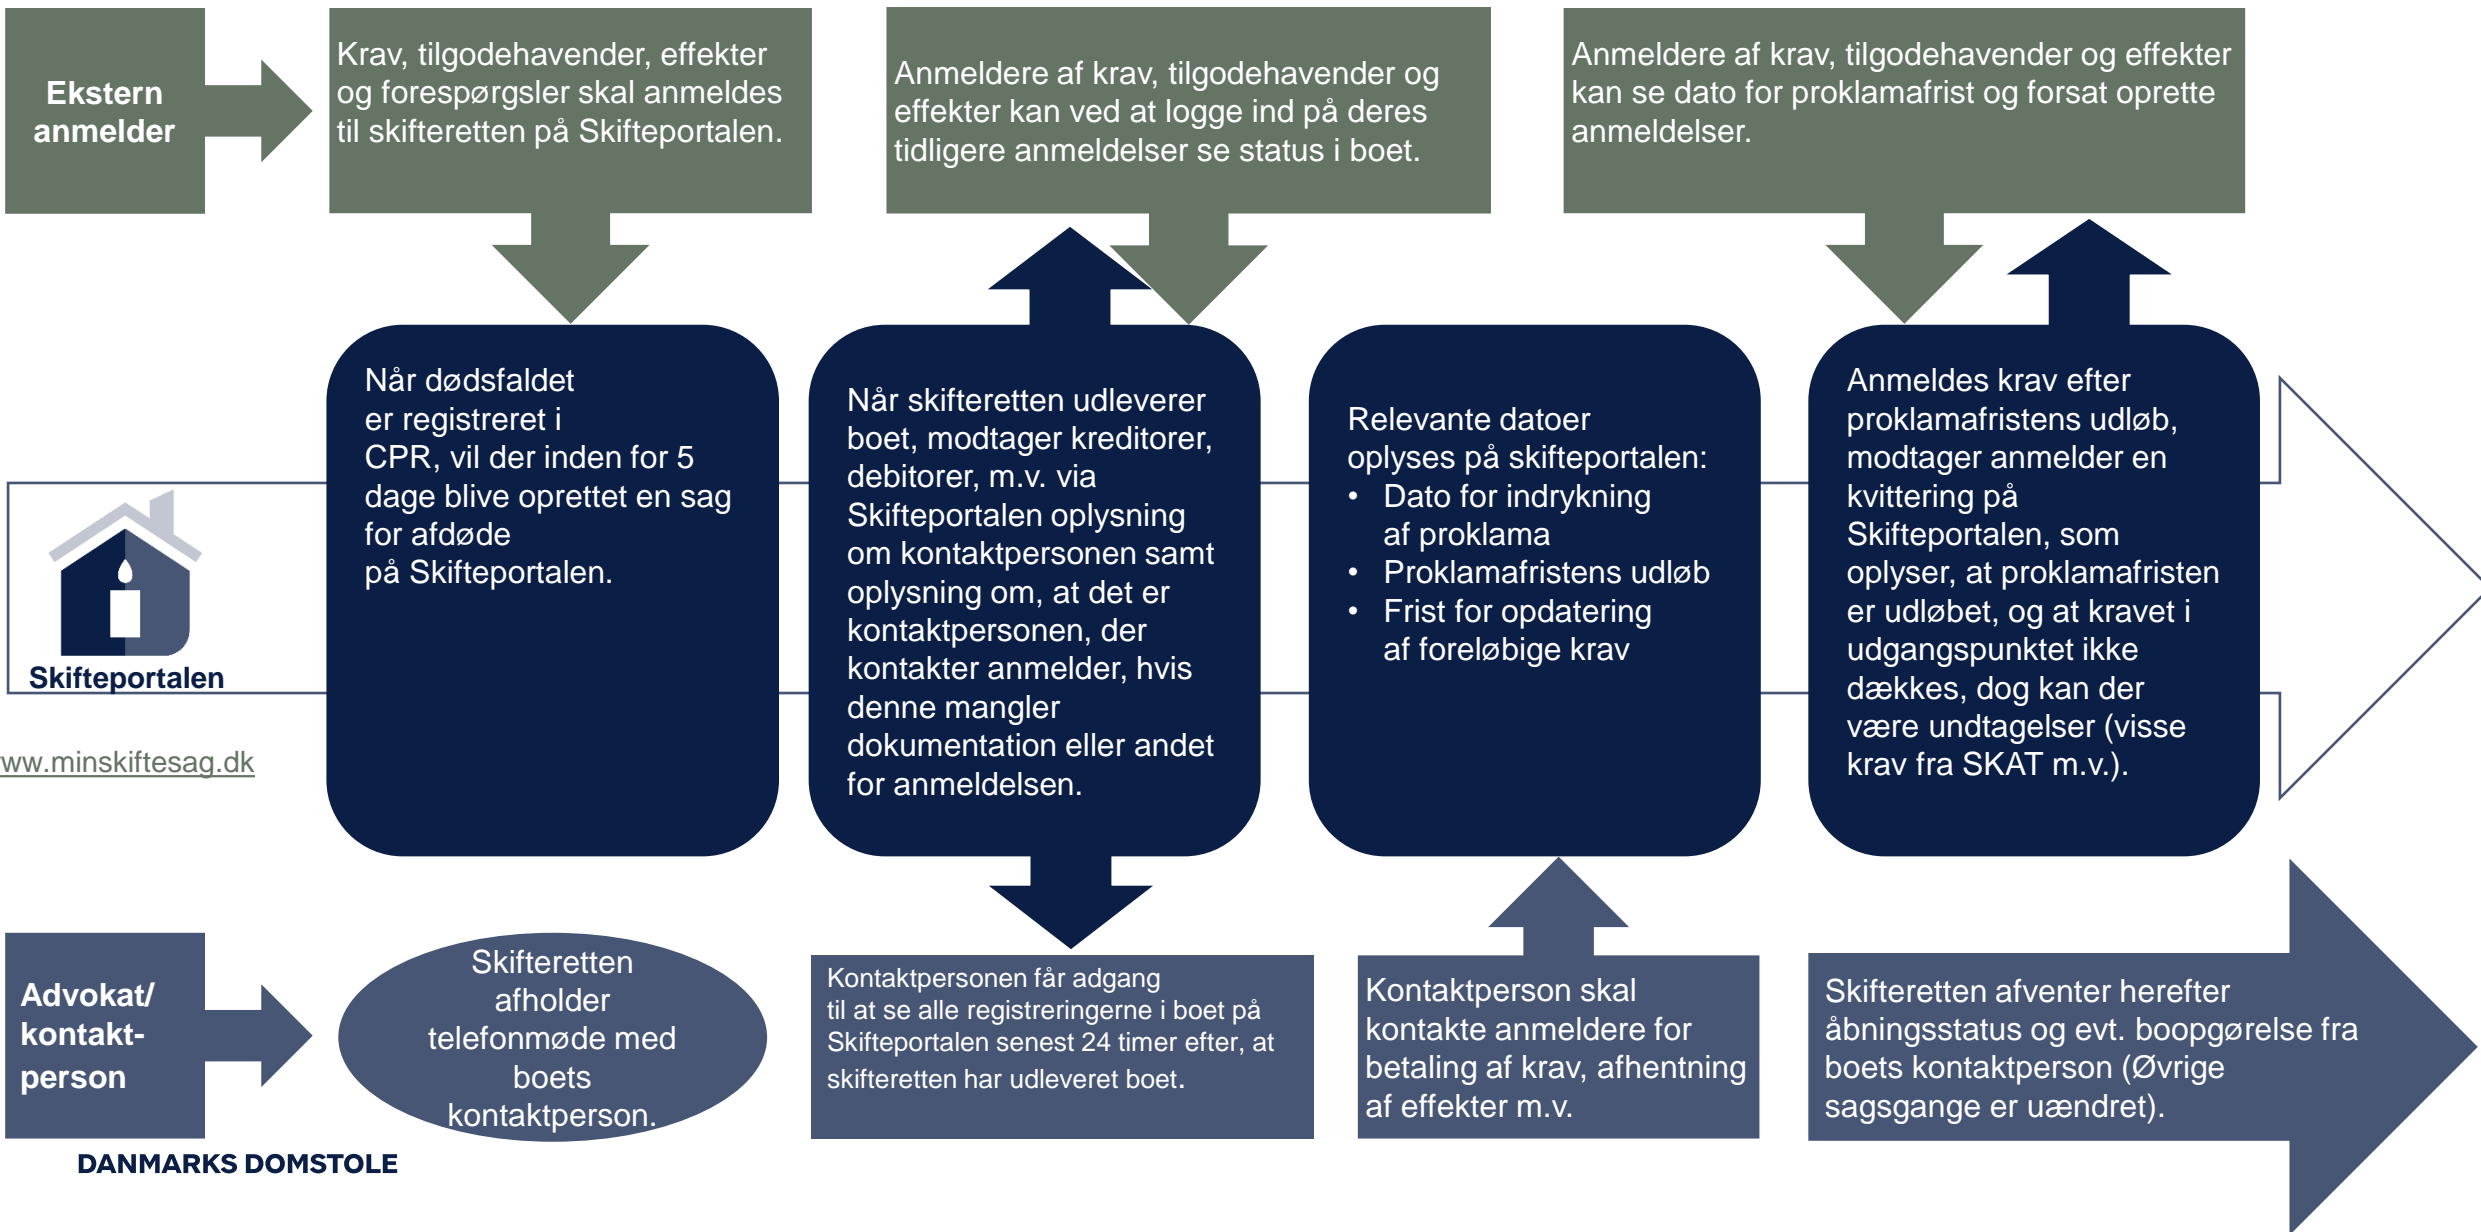 Ekstern
anmelder
Krav, tilgodehavender, effekter
og forespørgsler skal anmeldes
til skifteretten på Skifteportalen.
Anmeldere af krav, tilgodehavender og
effekter kan ved at logge ind på deres
tidligere anmeldelser se status i boet.
Anmeldere af krav, tilgodehavender og effekter
kan se dato for proklamafrist og forsat oprette
anmeldelser.
Skifteportalen
ww.minskiftesag.dk
Når dødsfaldet
er registreret i
CPR, vil der inden for 5
dage blive oprettet en sag
for afdøde
på Skifteportalen.
Når skifteretten udleverer
boet, modtager kreditorer,
debitorer, m.v. via
Skifteportalen oplysning
om kontaktpersonen samt
oplysning om, at det er
kontaktpersonen, der
kontakter anmelder, hvis
denne mangler
dokumentation eller andet
for anmeldelsen.
Relevante datoer
oplyses på skifteportalen:
• Dato for indrykning
af proklama
• Proklamafristens udløb
• Frist for opdatering
af foreløbige krav
Anmeldes krav efter
proklamafristens udløb,
modtager anmelder en
kvittering på
Skifteportalen, som
oplyser, at proklamafristen
er udløbet, og at kravet i
udgangspunktet ikke
dækkes, dog kan der
være undtagelser (visse
krav fra SKAT m.v.).
Advokat/
kontakt-
person
Skifteretten
afholder
telefonmøde med
boets
kontaktperson.
Kontaktpersonen får adgang
til at se alle registreringerne i boet på
Skifteportalen senest 24 timer efter, at
skifteretten har udleveret boet.
Kontaktperson skal
kontakte anmeldere for
betaling af krav, afhentning
af effekter m.v.
Skifteretten afventer herefter
åbningsstatus og evt. boopgørelse fra
boets kontaktperson (Øvrige
sagsgange er uændret).
DANMARKS DOMSTOLE